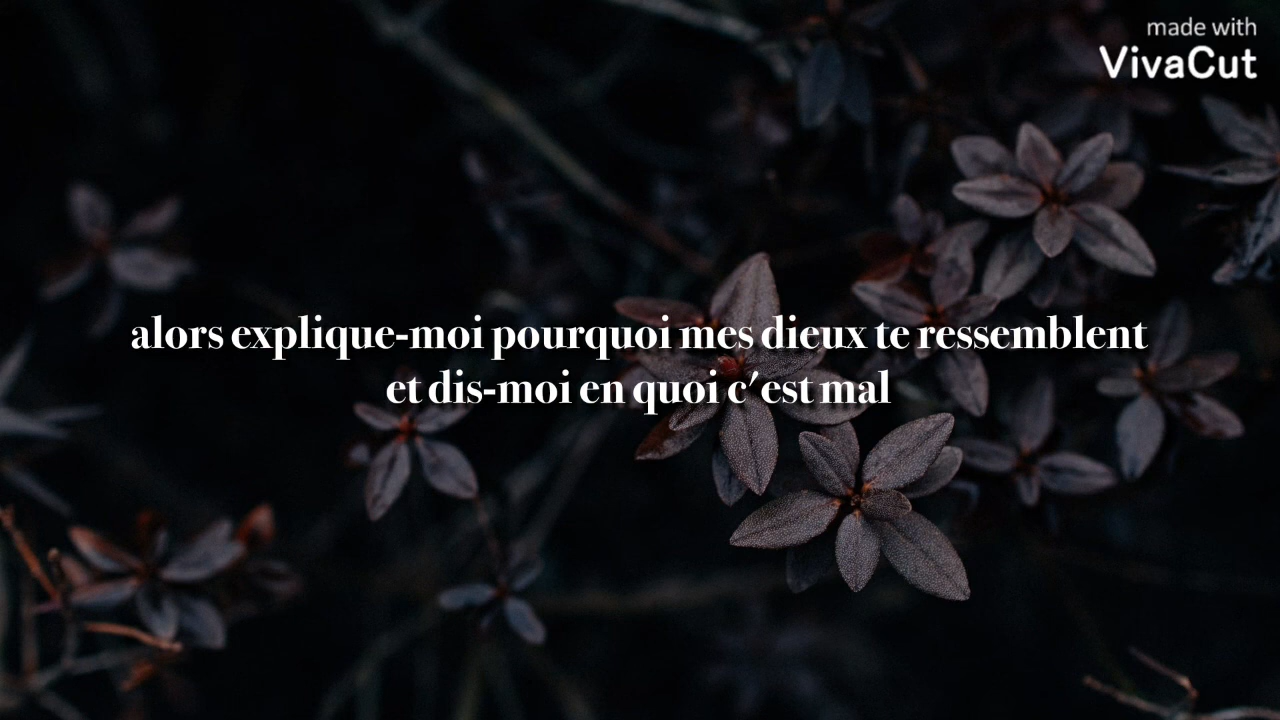 made with
VivaCut
alors explique-moi pourquoi mes dieux te ressemblent
et dis-moi en quoi c'est mal